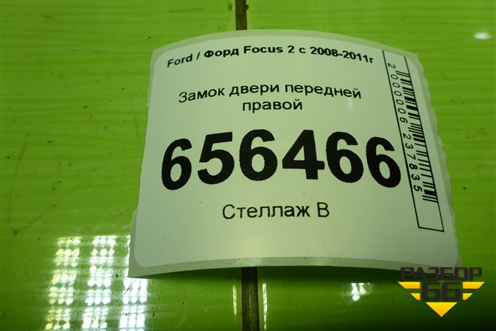 Ford / Форд Focus 2 с 2008-2011г
Замок двери передней
правой
656466
Стеллаж В
2000006237835
РАЗБОР
66